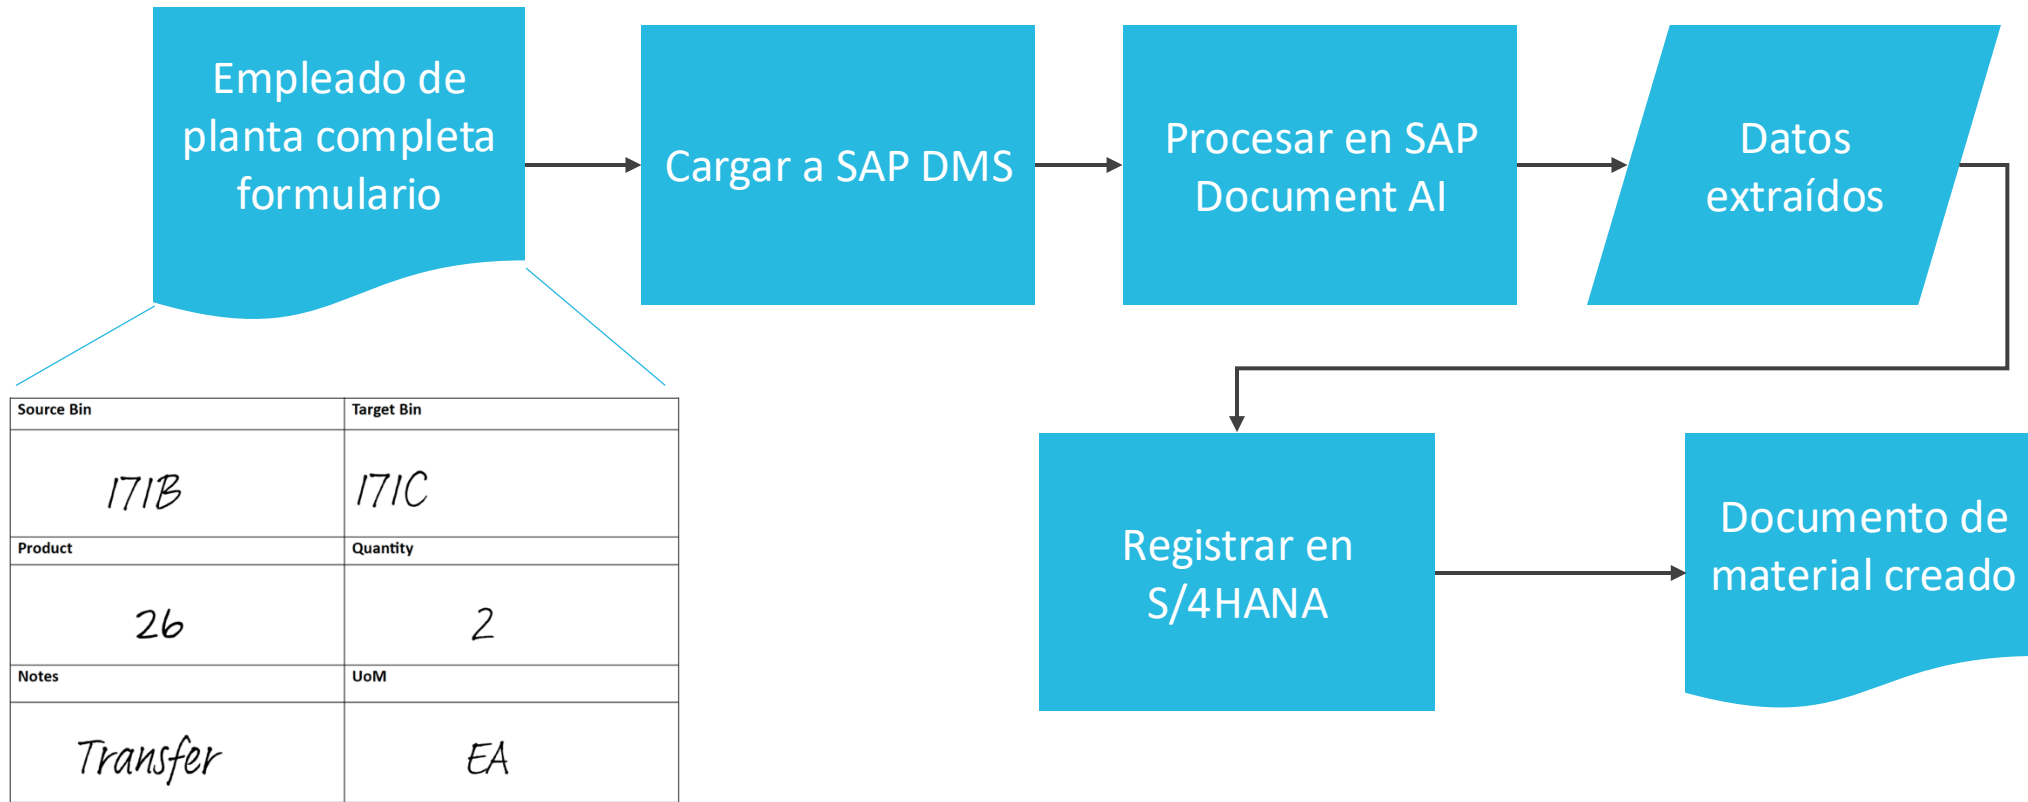 Empleado de
planta completa
formulario
Cargar a SAP DMS
Procesar en SAP
Document AI
Datos
extraídos
Source Bin
Target Bin
171B
171C
Product
Quantity
26
2
Notes
UoM
Transfer
EA
Registrar en
S/4HANA
Documento de
material creado